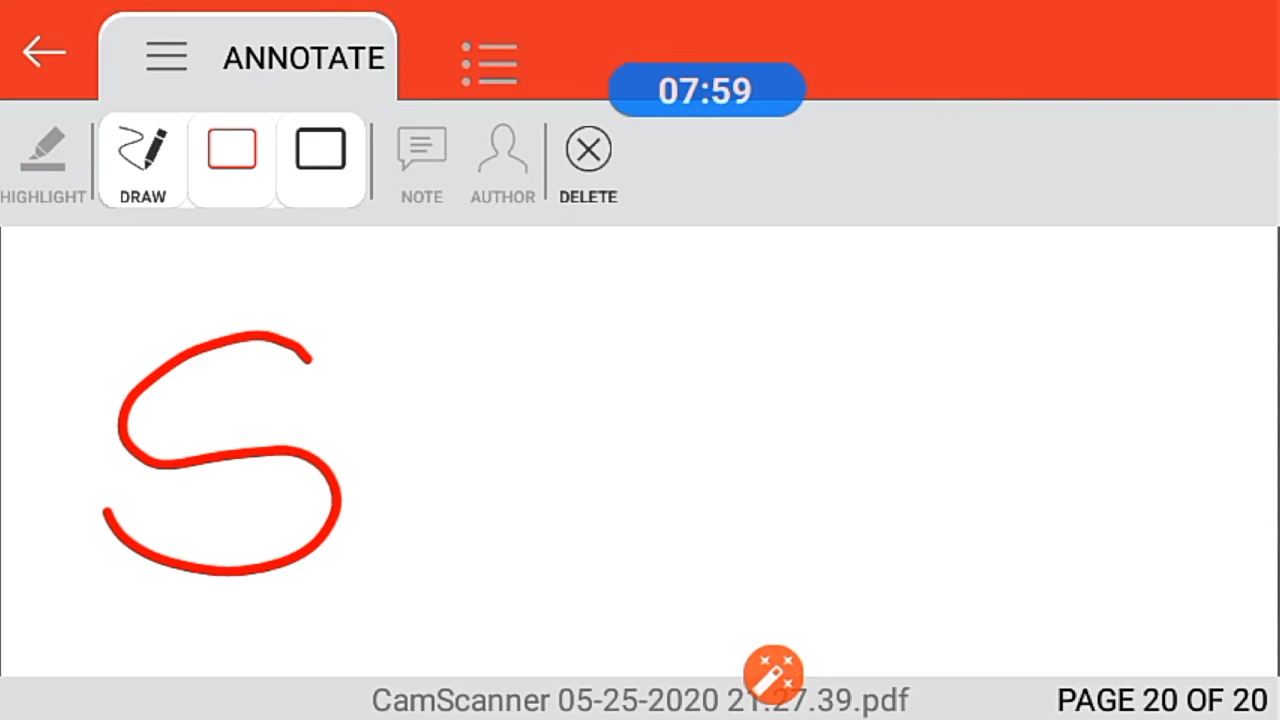 ANNOTATE
07:59
HIGHLIGHT DRAW NOTE AUTHOR DELETE
S
CamScanner 05-25-2020 21.27.39.pdf PAGE 20 OF 20